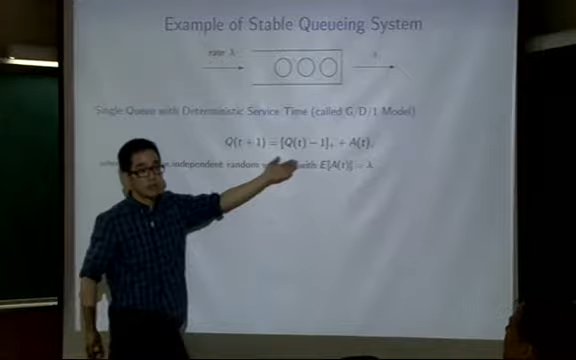 Example of Stable Queueing System
rate λ
λ
Single Queue with Deterministic Service Time (called G/D/1 Model)
Q(t + 1) = [Q(t) − 1]₊ + A(t),
independent random with E[A(t)] = λ